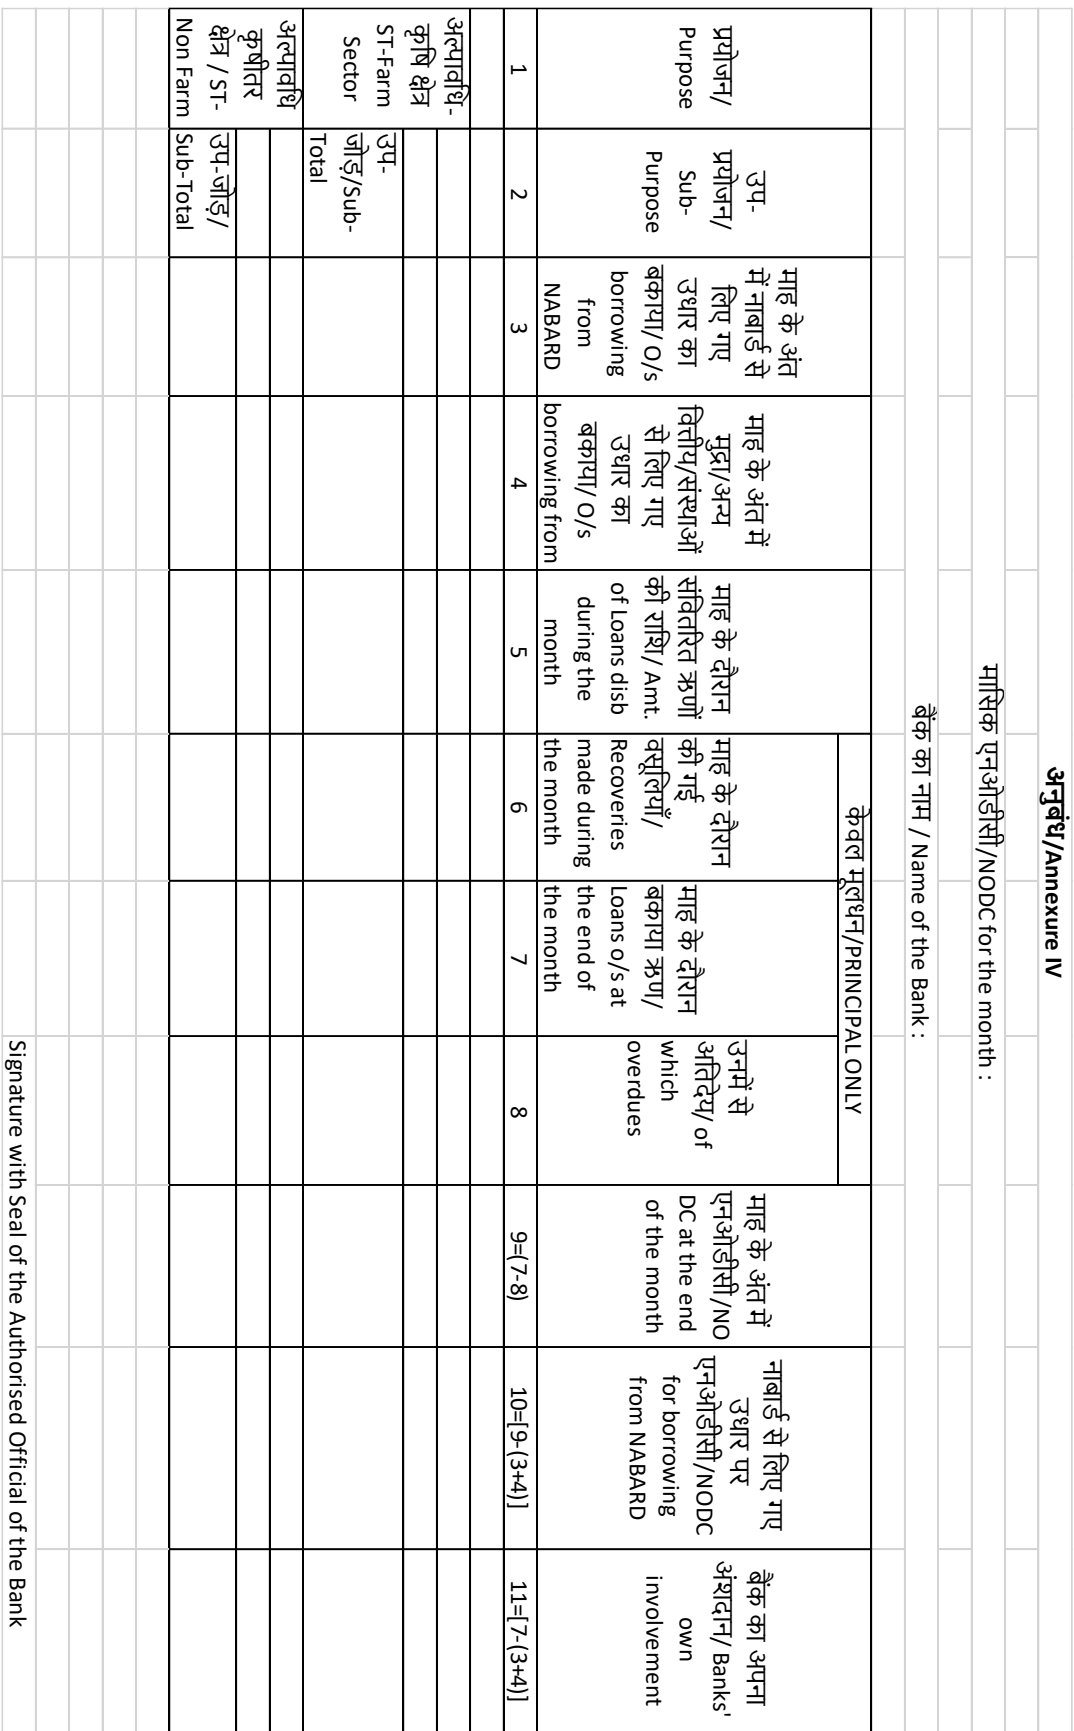 अनुबंध/Annexure IV
मासिक एनओडीसी/NODC for the month :
बैंक का नाम / Name of the Bank :
केवल मूलधन/PRINCIPAL ONLY
प्रयोजन/
Purpose
उप-
प्रयोजन/
Sub-
Purpose
माह के अंत
में नाबार्ड से
लिए गए
उधार का
बकाया/ O/s
borrowing
from
NABARD
माह के अंत में
मुद्रा/अन्य
वित्तीय/संस्थाओं
से लिए गए
उधार का
बकाया/ O/s
borrowing from
माह के दौरान
संवितरित ऋणों
की राशि/ Amt.
of Loans disb
during the
month
माह के दौरान
की गई
वसूलियाँ/
Recoveries
made during
the month
माह के दौरान
बकाया ऋण/
Loans o/s at
the end of
the month
उनमें से
अतिदेय/ of
which
overdues
माह के अंत में
एनओडीसी/NO
DC at the end
of the month
नाबार्ड से लिए गए
उधार पर
एनओडीसी/NODC
for borrowing
from NABARD
बैंक का अपना
अंशदान/ Banks'
own
involvement
1 2 3 4 5 6 7 8 9=(7-8) 10=[9-(3+4)] 11=[7-(3+4)]
अल्पावधि-
कृषि क्षेत्र
ST-Farm
Sector
उप-
जोड़/Sub-
Total
अल्पावधि
कृषीतर
क्षेत्र / ST-
Non Farm
उप-जोड़/
Sub-Total
Signature with Seal of the Authorised Official of the Bank